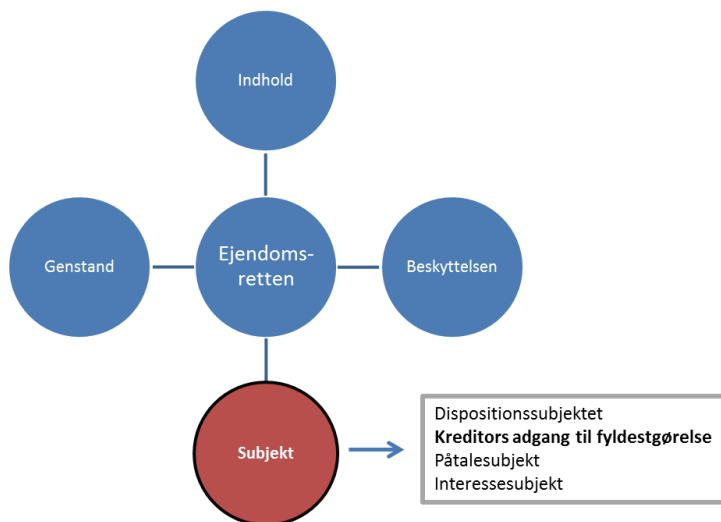 Indhold
Genstand
Ejendoms-
retten
Beskyttelsen
Subjekt
Dispositionssubjektet
Kreditors adgang til fyldestgørelse
Påtalesubjekt
Interessesubjekt